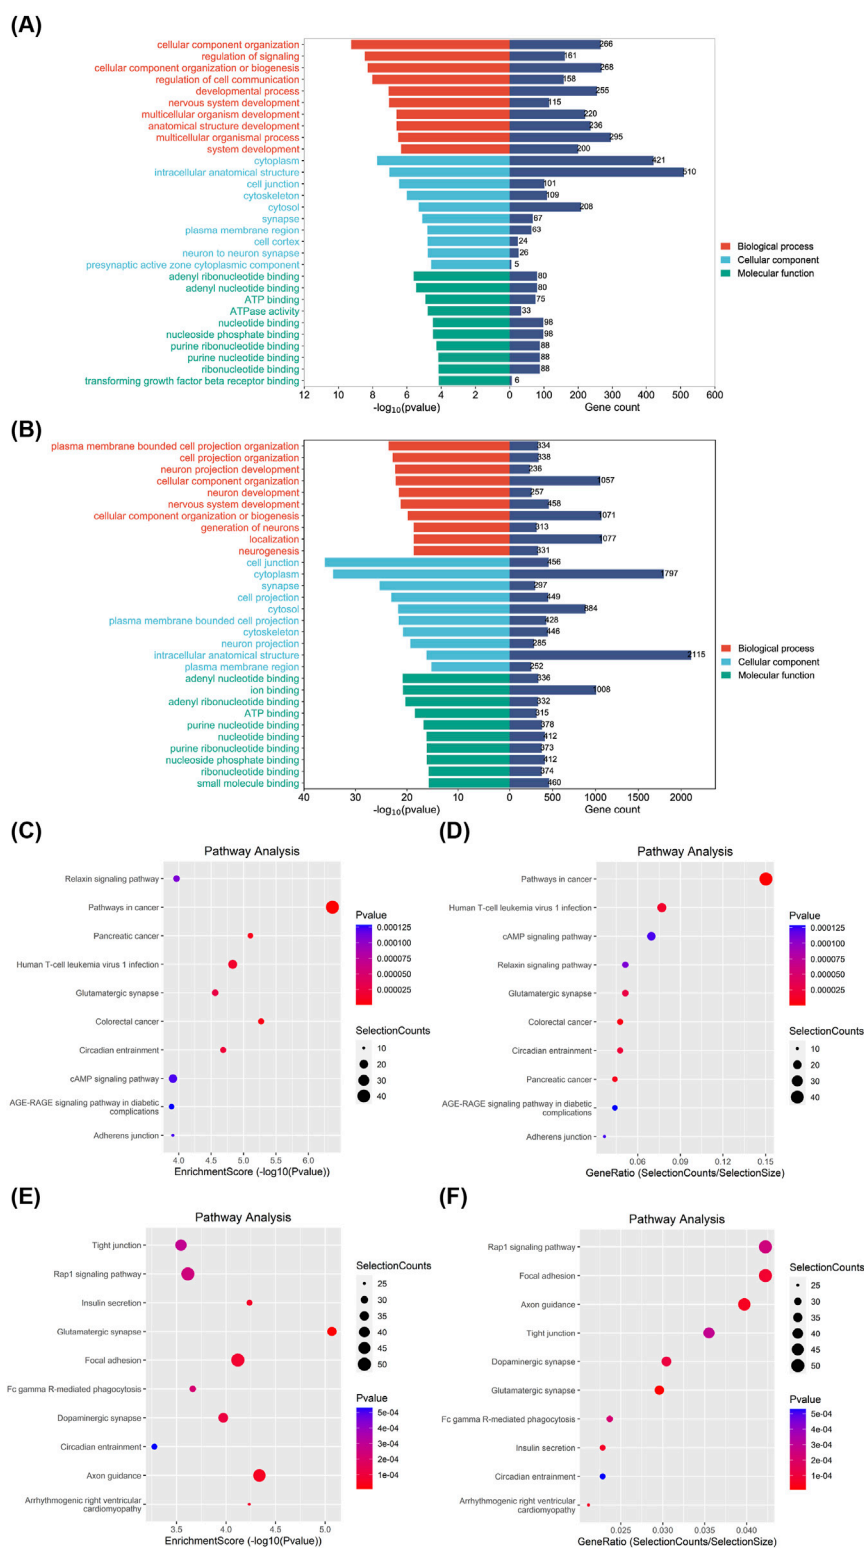 (A)
cellular component organization 266
regulation of signaling 161
cellular component organization or biogenesis 268
regulation of cell communication 158
developmental process 255
nervous system development 115
multicellular organism development 220
anatomical structure development 236
multicellular organismal process 295
system development 200
cytoplasm 421
intracellular anatomical structure 510
cell junction 101
cytoskeleton 109
cytosol 208
synapse 67
plasma membrane region 63
cell cortex 24
neuron to neuron synapse 26
presynaptic active zone cytoplasmic component 5
adenyl ribonucleotide binding 80
adenyl nucleotide binding 80
ATP binding 75
ATPase activity 33
nucleotide binding 98
nucleoside phosphate binding 98
purine ribonucleotide binding 88
purine nucleotide binding 88
ribonucleotide binding 88
transforming growth factor beta receptor binding 6
Biological process
Cellular component
Molecular function
12 10 8 6 4 2 0 100 200 300 400 500 600
-log10(pvalue) Gene count
(B)
plasma membrane bounded cell projection organization 334
cell projection organization 338
neuron projection development 236
cellular component organization 1057
neuron development 257
nervous system development 458
cellular component organization or biogenesis 1071
generation of neurons 313
localization 1077
neurogenesis 331
cell junction 456
cytoplasm 1797
synapse 297
cell projection 449
cytosol 884
plasma membrane bounded cell projection 428
cytoskeleton 446
neuron projection 285
intracellular anatomical structure 2115
plasma membrane region 252
adenyl nucleotide binding 336
ion binding 1008
adenyl ribonucleotide binding 332
ATP binding 315
purine nucleotide binding 378
nucleotide binding 412
purine ribonucleotide binding 373
nucleoside phosphate binding 412
ribonucleotide binding 374
small molecule binding 460
Biological process
Cellular component
Molecular function
40 30 20 10 0 500 1000 1500 2000
-log10(pvalue) Gene count
(C)
Pathway Analysis
Relaxin signaling pathway
Pathways in cancer
Pancreatic cancer
Human T-cell leukemia virus 1 infection
Glutamatergic synapse
Colorectal cancer
Circadian entrainment
cAMP signaling pathway
AGE-RAGE signaling pathway in diabetic
complications
Adherens junction
4.0 4.5 5.0 5.5 6.0
EnrichmentScore (-log10(Pvalue))
Pvalue
0.000125
0.000100
0.000075
0.000050
0.000025
SelectionCounts
10
20
30
40
(D)
Pathway Analysis
Pathways in cancer
Human T-cell leukemia virus 1 infection
cAMP signaling pathway
Relaxin signaling pathway
Glutamatergic synapse
Colorectal cancer
Circadian entrainment
Pancreatic cancer
AGE-RAGE signaling pathway in diabetic
complications
Adherens junction
0.06 0.09 0.12 0.15
GeneRatio (SelectionCounts/SelectionSize)
Pvalue
0.000125
0.000100
0.000075
0.000050
0.000025
SelectionCounts
10
20
30
40
(E)
Pathway Analysis
Tight junction
Rap1 signaling pathway
Insulin secretion
Glutamatergic synapse
Focal adhesion
Fc gamma R-mediated phagocytosis
Dopaminergic synapse
Circadian entrainment
Axon guidance
Arrhythmogenic right ventricular
cardiomyopathy
3.5 4.0 4.5 5.0
EnrichmentScore (-log10(Pvalue))
SelectionCounts
25
30
35
40
45
50
Pvalue
5e-04
4e-04
3e-04
2e-04
1e-04
(F)
Pathway Analysis
Rap1 signaling pathway
Focal adhesion
Axon guidance
Tight junction
Dopaminergic synapse
Glutamatergic synapse
Fc gamma R-mediated phagocytosis
Insulin secretion
Circadian entrainment
Arrhythmogenic right ventricular
cardiomyopathy
0.025 0.030 0.035 0.040
GeneRatio (SelectionCounts/SelectionSize)
SelectionCounts
25
30
35
40
45
50
Pvalue
5e-04
4e-04
3e-04
2e-04
1e-04